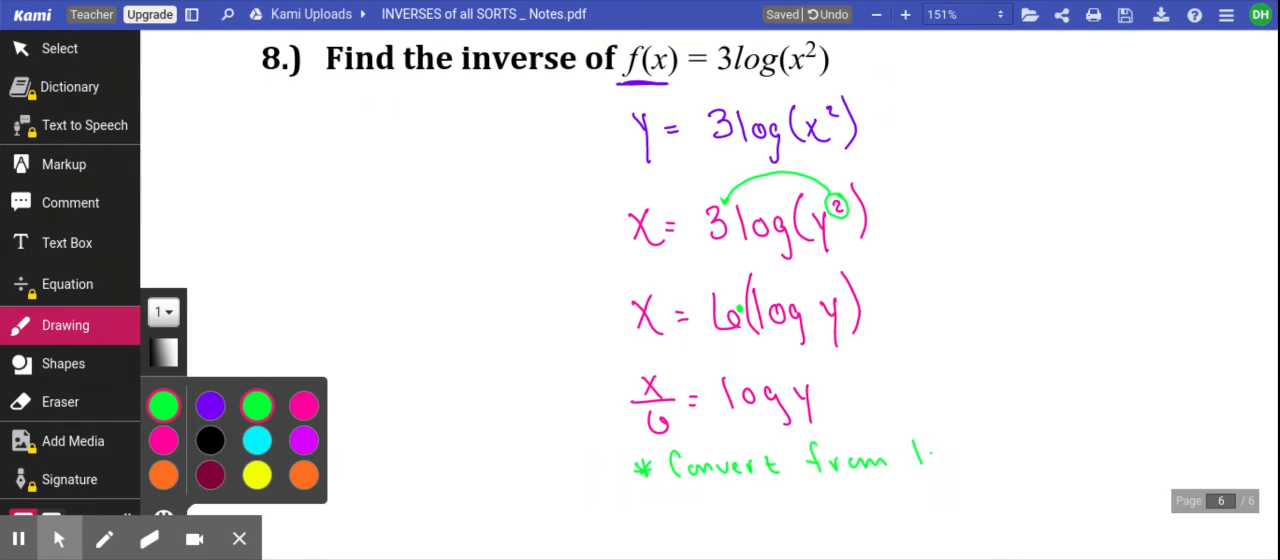 Kami Teacher Upgrade Kami Uploads > INVERSES of all SORTS _ Notes.pdf Saved Undo − + 151% DH
Select
Dictionary
Text to Speech
Markup
Comment
Text Box
Equation
Drawing
Shapes
Eraser
Add Media
Signature
1
8.) Find the inverse of f(x) = 3log(x²)
y = 3log(x²)
x = 3log(y²)
x = 6(log y)
x/6 = log y
* Convert from
Page 6 / 6